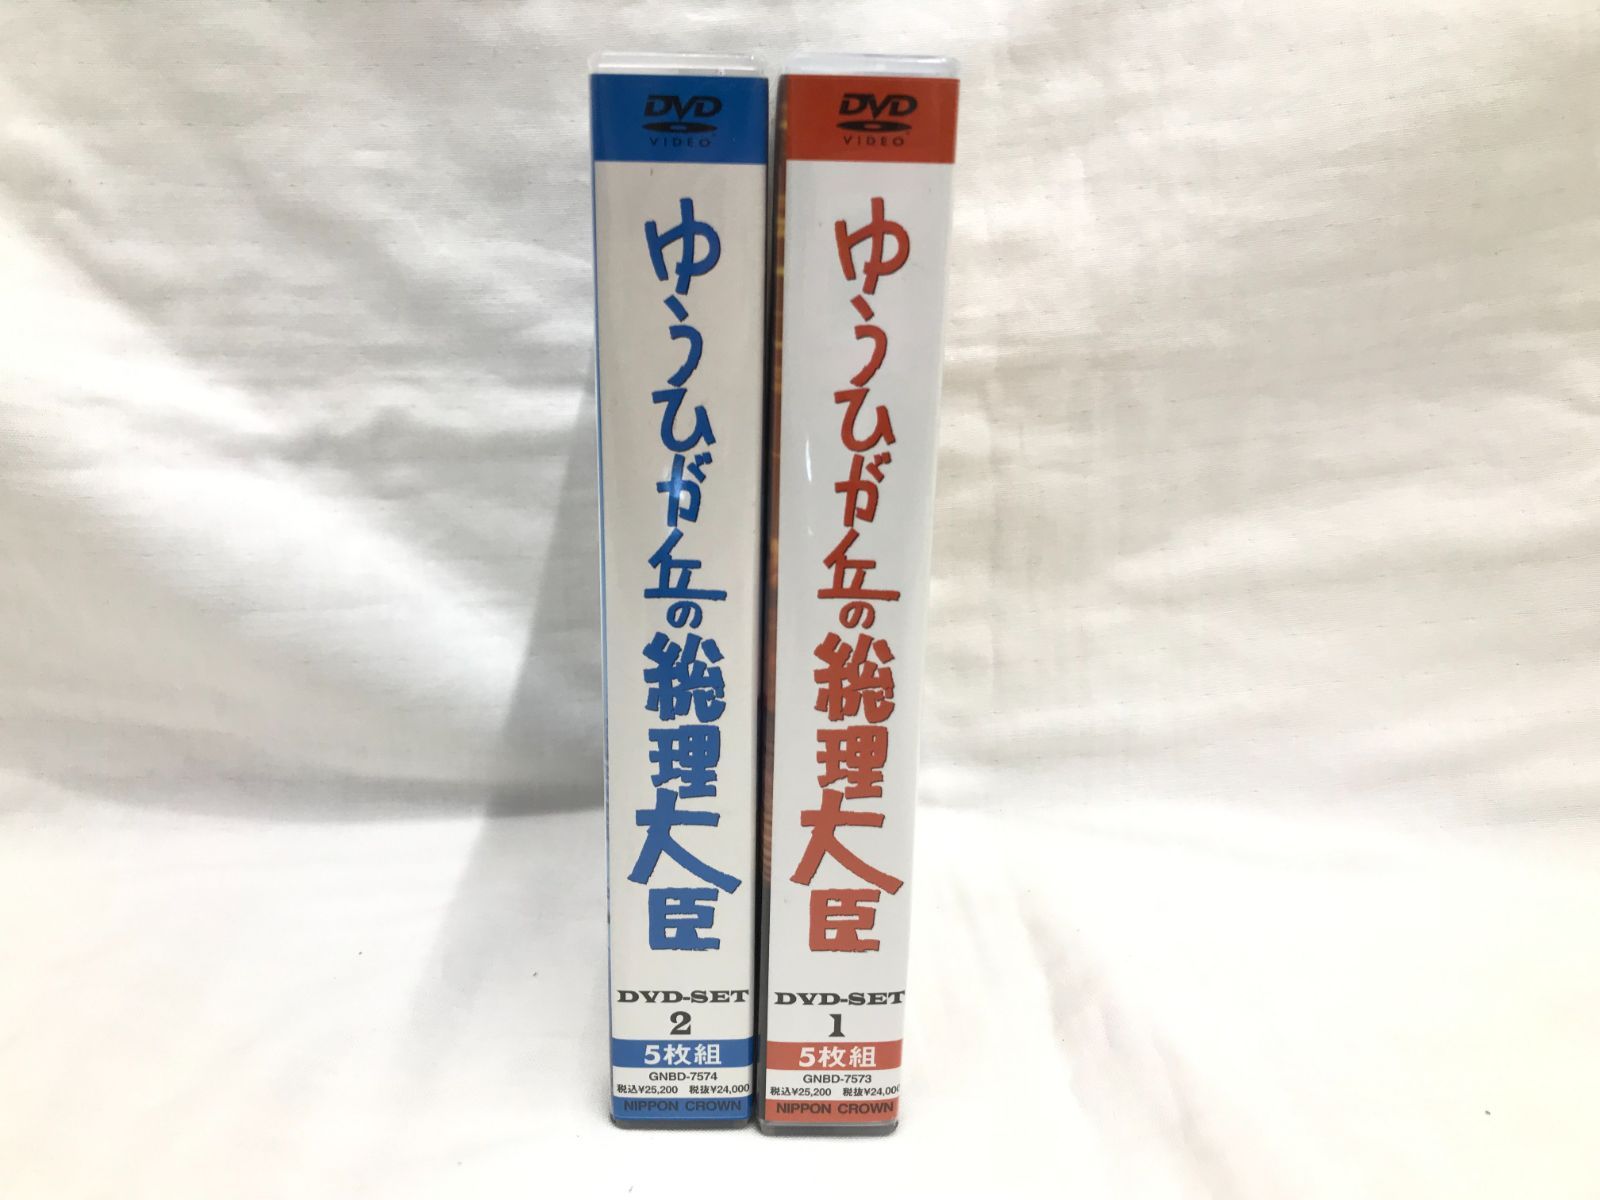 DVD
VIDEO
ゆうひが丘の総理大臣
DVD-SET
2
5枚組
GNBD-7574
税込¥25,200 税抜¥24,000
NIPPON CROWN
DVD
VIDEO
ゆうひが丘の総理大臣
DVD-SET
1
5枚組
GNBD-7573
税込¥25,200 税抜¥24,000
NIPPON CROWN